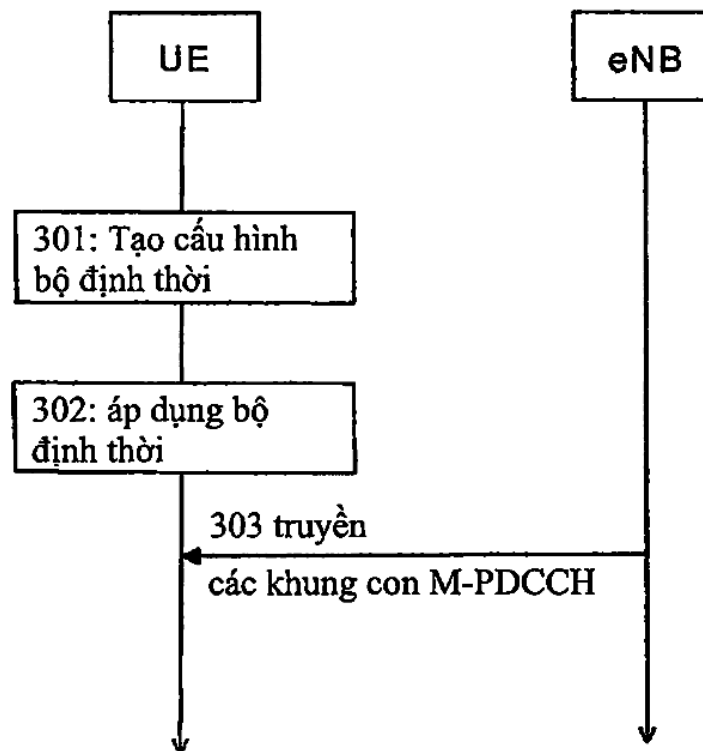 UE
eNB
301: Tạo cấu hình
bộ định thời
302: áp dụng bộ
định thời
303 truyền
các khung con M-PDCCH